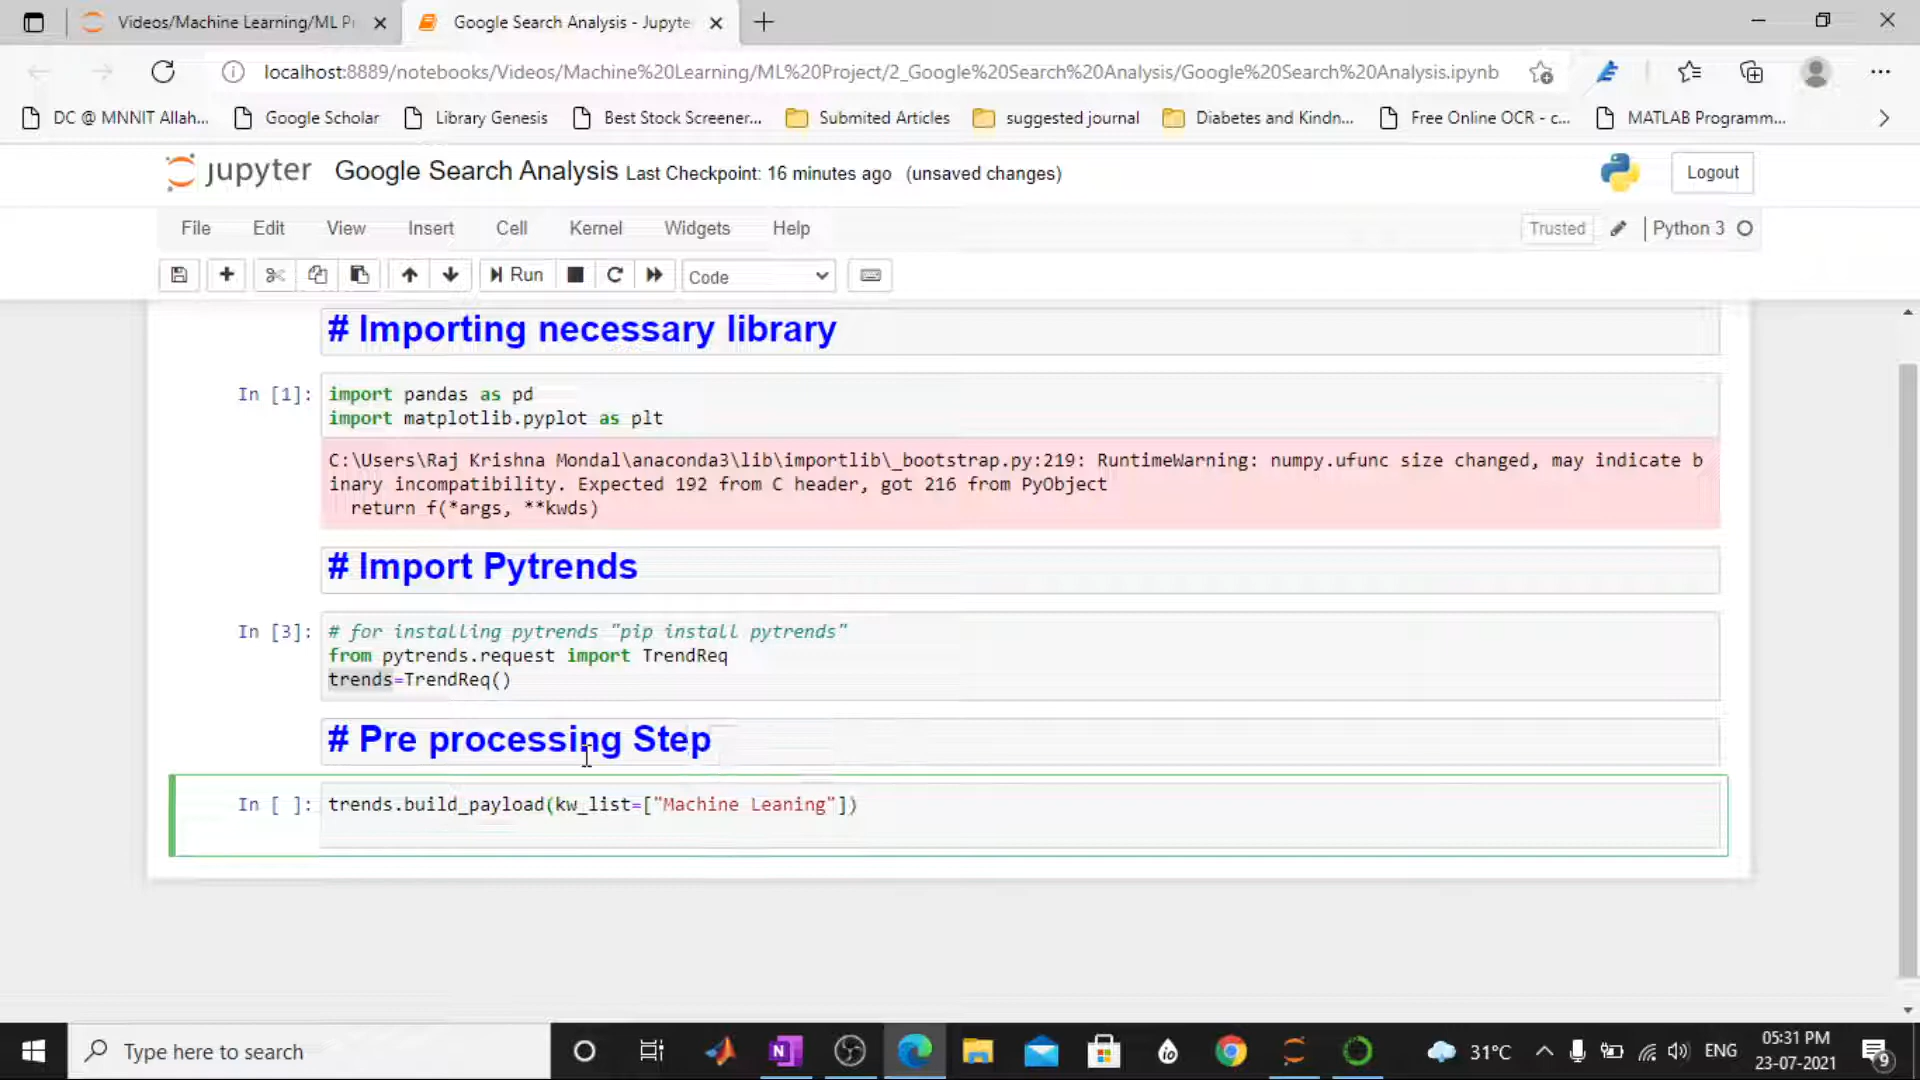 Videos/Machine Learning/ML Pr
Google Search Analysis - Jupyte
localhost:8889/notebooks/Videos/Machine%20Learning/ML%20Project/2_Google%20Search%20Analysis/Google%20Search%20Analysis.ipynb
DC @ MNNIT Allah...
Google Scholar
Library Genesis
Best Stock Screener...
Submited Articles
suggested journal
Diabetes and Kindn...
Free Online OCR - c...
MATLAB Programm...
jupyter Google Search Analysis Last Checkpoint: 16 minutes ago (unsaved changes)
Logout
File Edit View Insert Cell Kernel Widgets Help
Trusted Python 3
Run Code
# Importing necessary library
In [1]: import pandas as pd
import matplotlib.pyplot as plt
C:\Users\Raj Krishna Mondal\anaconda3\lib\importlib\_bootstrap.py:219: RuntimeWarning: numpy.ufunc size changed, may indicate b
inary incompatibility. Expected 192 from C header, got 216 from PyObject
return f(*args, **kwds)
# Import Pytrends
In [3]: # for installing pytrends "pip install pytrends"
from pytrends.request import TrendReq
trends=TrendReq()
# Pre processing Step
In [ ]: trends.build_payload(kw_list=["Machine Leaning"])
Type here to search
31°C
ENG
05:31 PM
23-07-2021
9